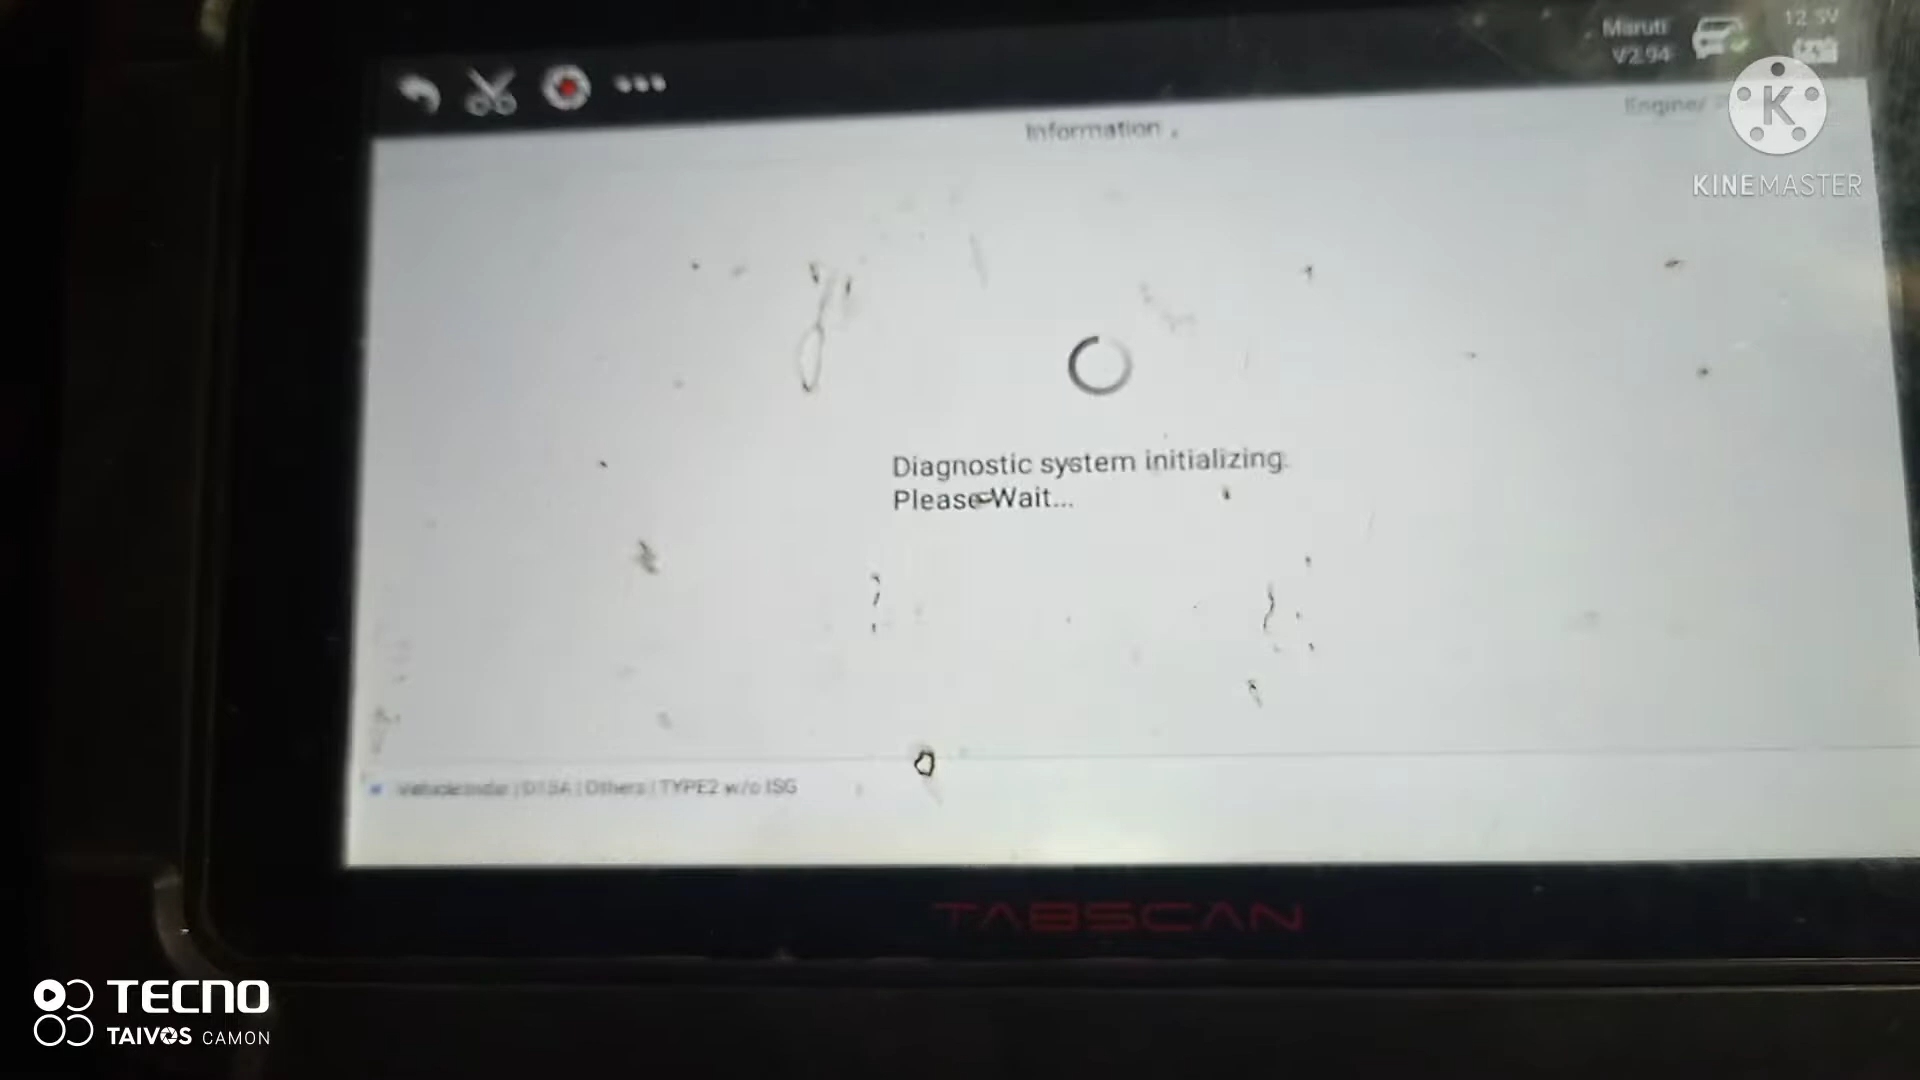 Maruti
V2.94
12.5V
Engine/
Information
KINEMASTER
Diagnostic system initializing.
Please Wait...
| D13A | Others | TYPE2 w/o ISG
TABSCAN
TECNO
TAIVOS CAMON